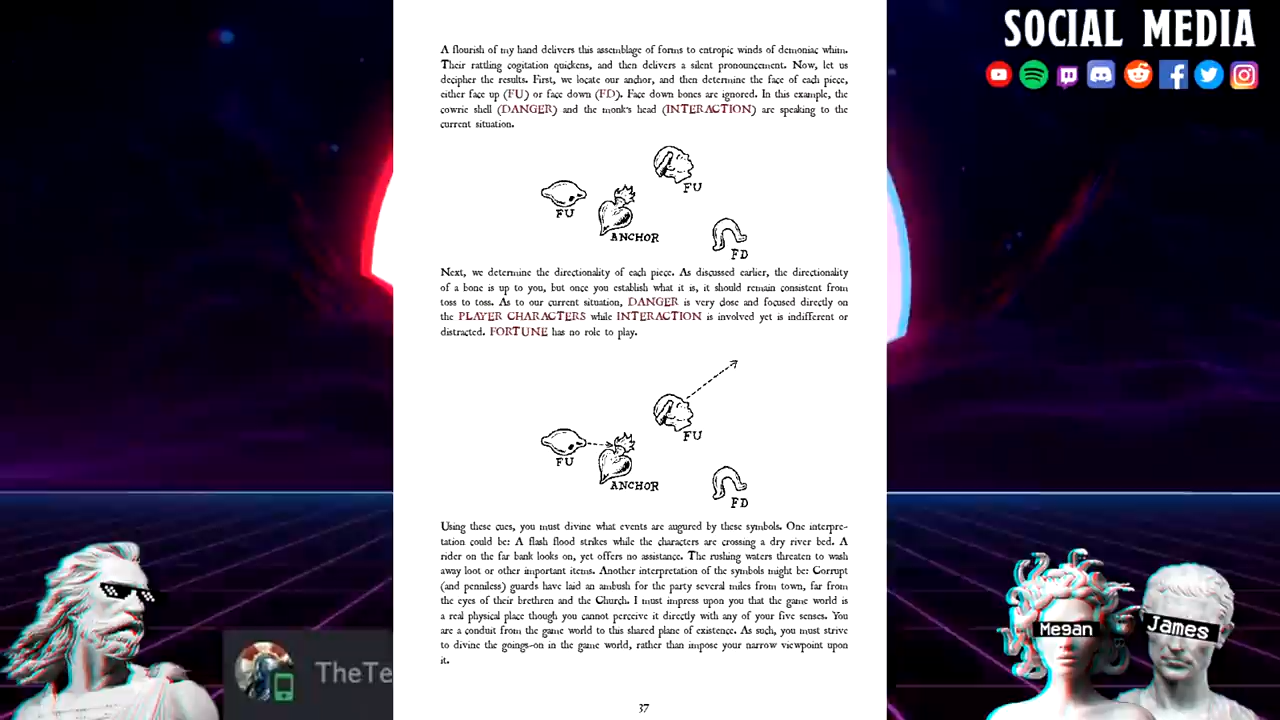 SOCIAL MEDIA
A flourish of my hand delivers this assemblage of forms to entropic winds of demoniac whim.
Their rattling cogitation quickens, and then delivers a silent pronouncement. Now, let us
decipher the results. First, we locate our anchor, and then determine the face of each piece,
either face up (FU) or face down (FD). Face down bones are ignored. In this example, the
cowrie shell (DANGER) and the monk's head (INTERACTION) are speaking to the
current situation.
FU
FU
ANCHOR
FD
Next, we determine the directionality of each piece. As discussed earlier, the directionality
of a bone is up to you, but once you establish what it is, it should remain consistent from
toss to toss. As to our current situation, DANGER is very close and focused directly on
the PLAYER CHARACTERS while INTERACTION is involved yet is indifferent or
distracted. FORTUNE has no role to play.
FU
FU
ANCHOR
FD
Using these cues, you must divine what events are augured by these symbols. One interpre-
tation could be: A flash flood strikes while the characters are crossing a dry river bed. A
rider on the far bank looks on, yet offers no assistance. The rushing waters threaten to wash
away loot or other important items. Another interpretation of the symbols might be: Corrupt
(and penniless) guards have laid an ambush for the party several miles from town, far from
the eyes of their brethren and the Church. I must impress upon you that the game world is
a real physical place though you cannot perceive it directly with any of your five senses. You
are a conduit from the game world to this shared plane of existence. As such, you must strive
to divine the goings-on in the game world, rather than impose your narrow viewpoint upon
it.
37
TheTe
Megan
James